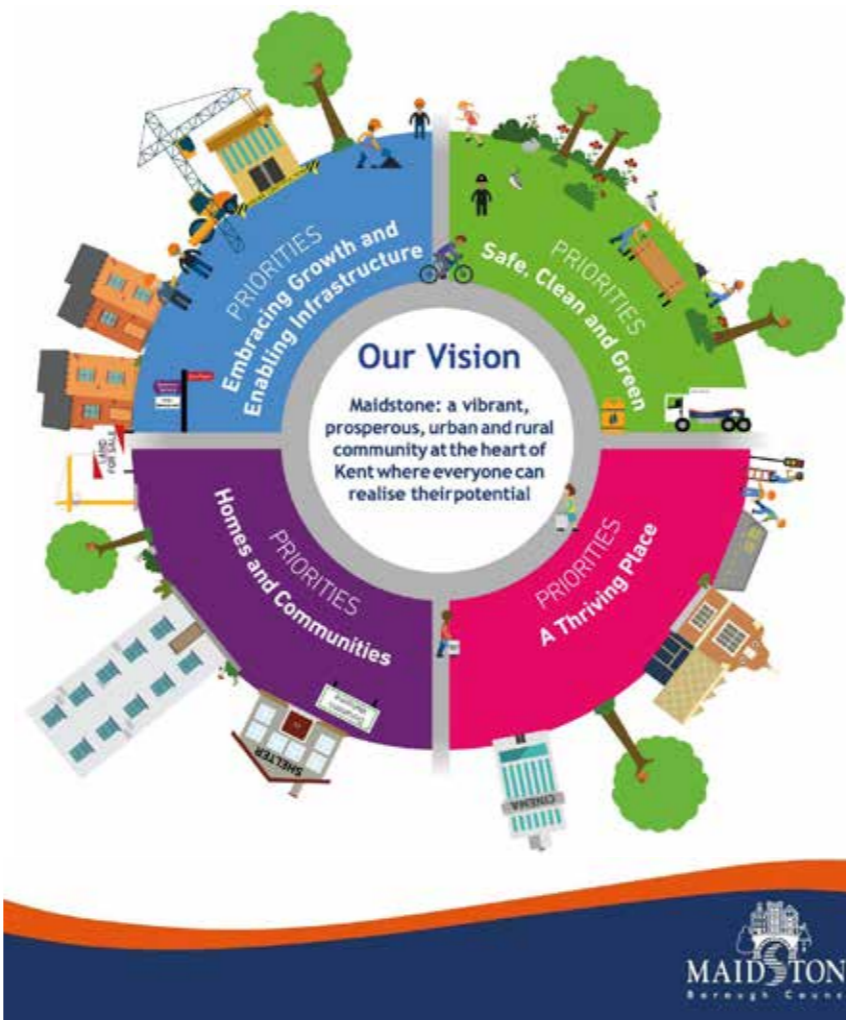 PRIORITIES
Embracing Growth and
Enabling Infrastructure
PRIORITIES
Safe, Clean and
Green
Our Vision
Maidstone: a vibrant,
prosperous, urban and rural
community at the heart of
Kent where everyone can
realise theirpotential
LAND
FOR SALE
PRIORITIES
Homes and Communities
PRIORITIES
A Thriving Place
SHELTER
CINEMA
MAIDSTON
Borough Counc